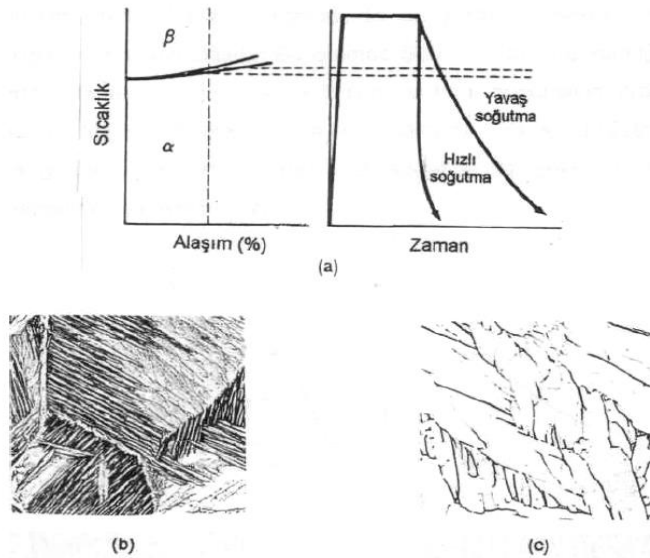 β
α
Sıcaklık
Alaşım (%)
Yavaş
soğutma
Hızlı
soğutma
Zaman
(a)
(b)
(c)